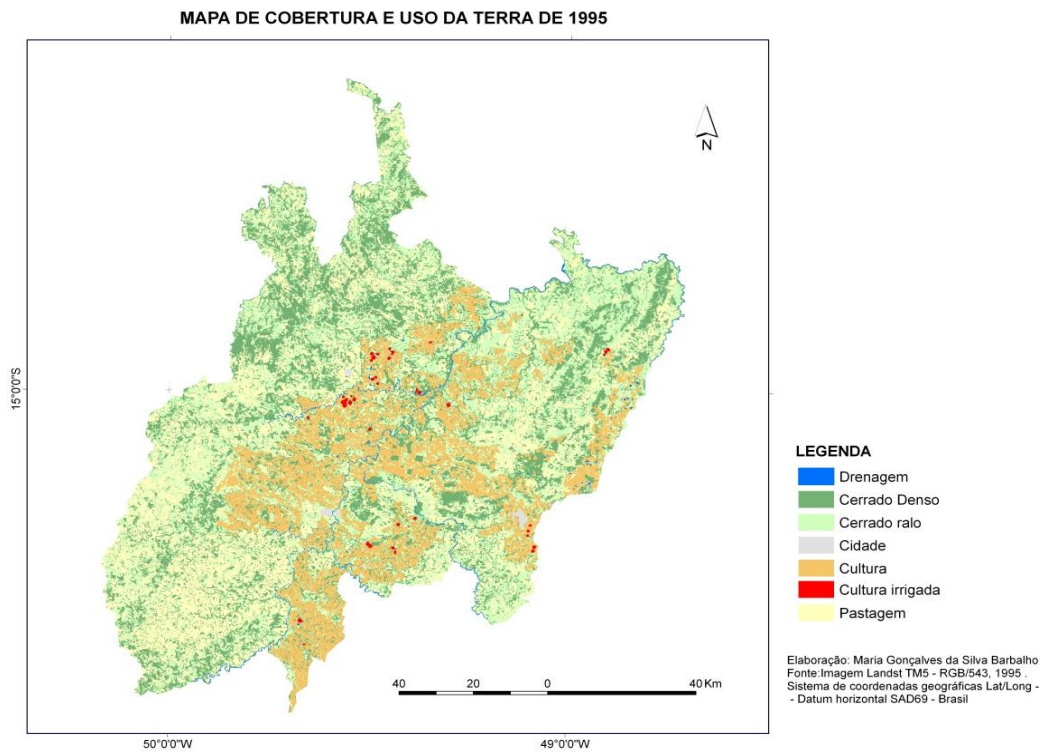 MAPA DE COBERTURA E USO DA TERRA DE 1995
N
15°0'0"S
LEGENDA
Drenagem
Cerrado Denso
Cerrado ralo
Cidade
Cultura
Cultura irrigada
Pastagem
Elaboração: Maria Gonçalves da Silva Barbalho
Fonte:Imagem Landst TM5 - RGB/543, 1995 .
Sistema de coordenadas geográficas Lat/Long -
- Datum horizontal SAD69 - Brasil
40 20 0 40 Km
50°0'0"W 49°0'0"W